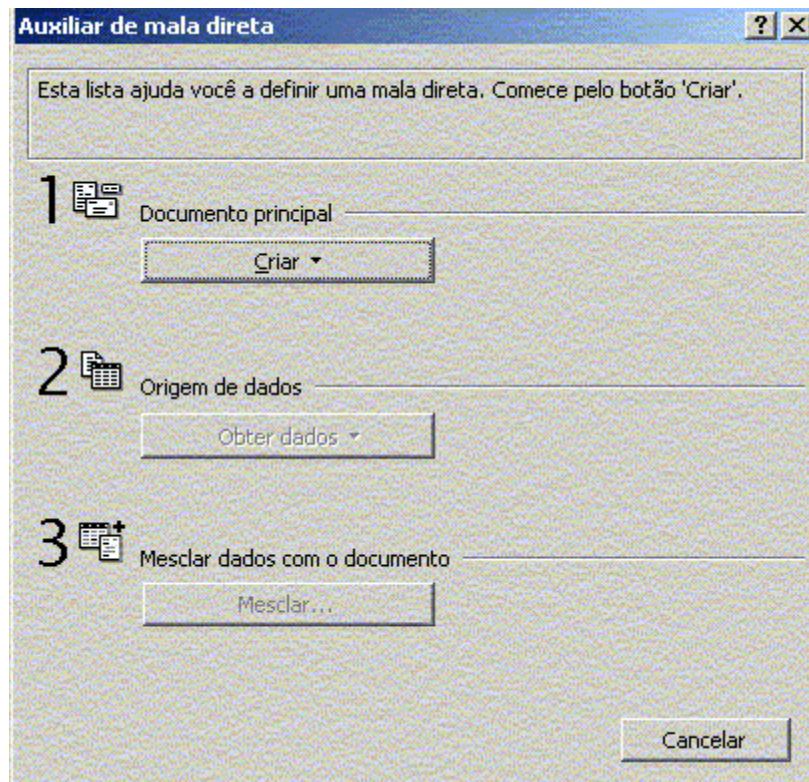 Auxiliar de mala direta
Esta lista ajuda você a definir uma mala direta. Comece pelo botão 'Criar'.
1
Documento principal
Criar
2
Origem de dados
Obter dados
3
Mesclar dados com o documento
Mesclar...
Cancelar